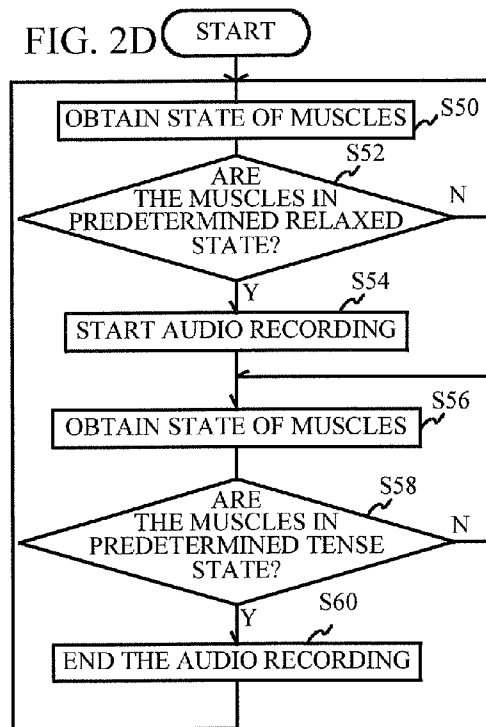 FIG. 2D
START
OBTAIN STATE OF MUSCLES
S50
S52
ARE
THE MUSCLES IN
PREDETERMINED RELAXED
STATE?
N
Y
S54
START AUDIO RECORDING
S56
OBTAIN STATE OF MUSCLES
S58
ARE
THE MUSCLES IN
PREDETERMINED TENSE
STATE?
N
Y
S60
END THE AUDIO RECORDING